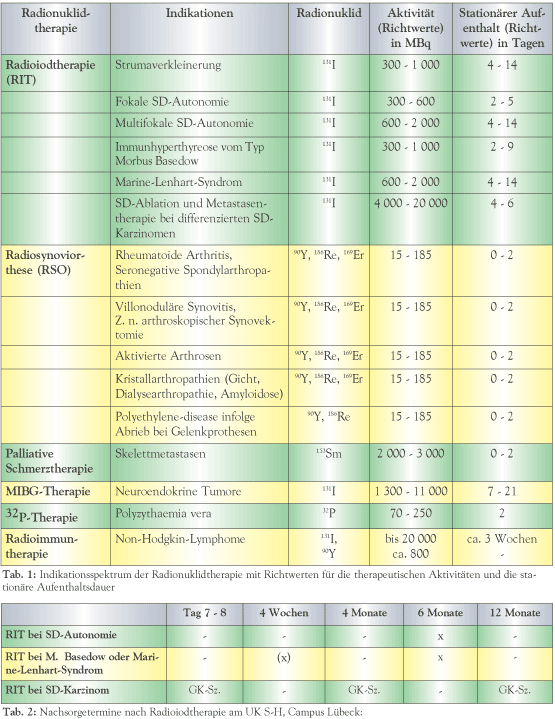 Radionuklid-
therapie
Indikationen
Radionuklid
Aktivität
(Richtwerte)
in MBq
Stationärer Auf-
enthalt (Richt-
werte) in Tagen
Radioiodtherapie
(RIT)
Strumaverkleinerung 131I 300 - 1 000 4 - 14
Fokale SD-Autonomie 131I 300 - 600 2 - 5
Multifokale SD-Autonomie 131I 600 - 2 000 4 - 14
Immunhyperthyreose vom Typ 131I 300 - 1 000 2 - 9
Morbus Basedow
Marine-Lenhart-Syndrom 131I 600 - 2 000 4 - 14
SD-Ablation und Metastasen- 131I 4 000 - 20 000 4 - 6
therapie bei differenzierten SD-
Karzinomen
Radiosynovior-
these (RSO)
Rheumatoide Arthritis, 90Y, 186Re, 169Er 15 - 185 0 - 2
Seronegative Spondylarthropa-
thien
Villonoduläre Synovitis, 90Y, 186Re, 169Er 15 - 185 0 - 2
Z. n. arthroskopischer Synovek-
tomie
Aktivierte Arthrosen 90Y, 186Re, 169Er 15 - 185 0 - 2
Kristallarthropathien (Gicht, 90Y, 186Re, 169Er 15 - 185 0 - 2
Dialysearthropathie, Amyloidose)
Polyethylene-disease infolge 90Y, 186Re 15 - 185 0 - 2
Abrieb bei Gelenkprothesen
Palliative
Schmerztherapie
Skelettmetastasen 153Sm 2 000 - 3 000 0 - 2
MIBG-Therapie Neuroendokrine Tumore 131I 1 300 - 11 000 7 - 21
32P-Therapie Polyzythaemia vera 32P 70 - 250 2
Radioimmun-
therapie
Non-Hodgkin-Lymphome 131I, bis 20 000 ca. 3 Wochen
90Y ca. 800 -
Tab. 1: Indikationsspektrum der Radionuklidtherapie mit Richtwerten für die therapeutischen Aktivitäten und die sta-
tionäre Aufenthaltsdauer
Tag 7 - 8 4 Wochen 4 Monate 6 Monate 12 Monate
RIT bei SD-Autonomie - - - x -
RIT bei M. Basedow oder Mari- - (x) - x -
ne-Lenhart-Syndrom
RIT bei SD-Karzinom GK-Sz. - GK-Sz. - GK-Sz.
Tab. 2: Nachsorgetermine nach Radioiodtherapie am UK S-H, Campus Lübeck: